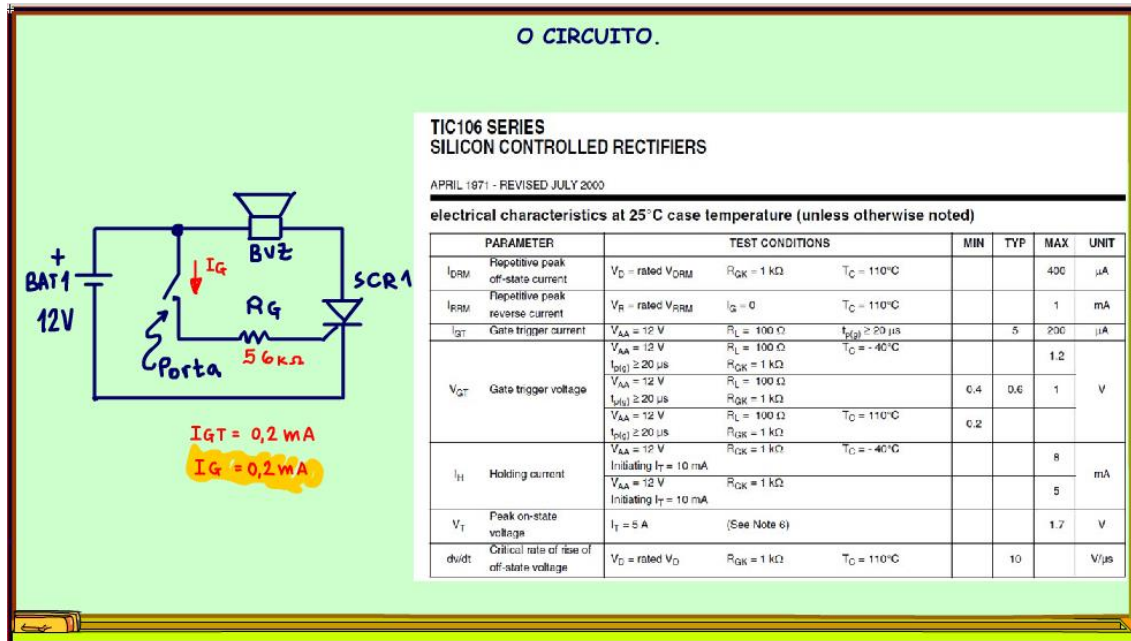 O CIRCUITO.
TIC106 SERIES
SILICON CONTROLLED RECTIFIERS
APRIL 1971 - REVISED JULY 2000
electrical characteristics at 25°C case temperature (unless otherwise noted)
PARAMETER TEST CONDITIONS MIN TYP MAX UNIT
IDRM Repetitive peak off-state current VD = rated VDRM RGK = 1 kΩ TC = 110°C 400 µA
IRRM Repetitive peak reverse current VR = rated VRRM IG = 0 TC = 110°C 1 mA
IGT Gate trigger current VAA = 12 V RL = 100 Ω tp(g) ≥ 20 µs 5 200 µA
VGT Gate trigger voltage V
VAA = 12 V RL = 100 Ω TC = - 40°C
tp(g) ≥ 20 µs RGK = 1 kΩ 1.2
VAA = 12 V RL = 100 Ω
tp(g) ≥ 20 µs RGK = 1 kΩ 0.4 0.6 1
VAA = 12 V RL = 100 Ω TC = 110°C
tp(g) ≥ 20 µs RGK = 1 kΩ 0.2
IH Holding current mA
VAA = 12 V RGK = 1 kΩ TC = - 40°C
Initiating IT = 10 mA 8
VAA = 12 V RGK = 1 kΩ
Initiating IT = 10 mA 5
VT Peak on-state voltage IT = 5 A (See Note 6) 1.7 V
dv/dt Critical rate of rise of off-state voltage VD = rated VD RGK = 1 kΩ TC = 110°C 10 V/µs
+
BAT1
12V
BUZ
IG
SCR1
RG
56KΩ
Porta
IGT = 0,2 mA
IG = 0,2 mA